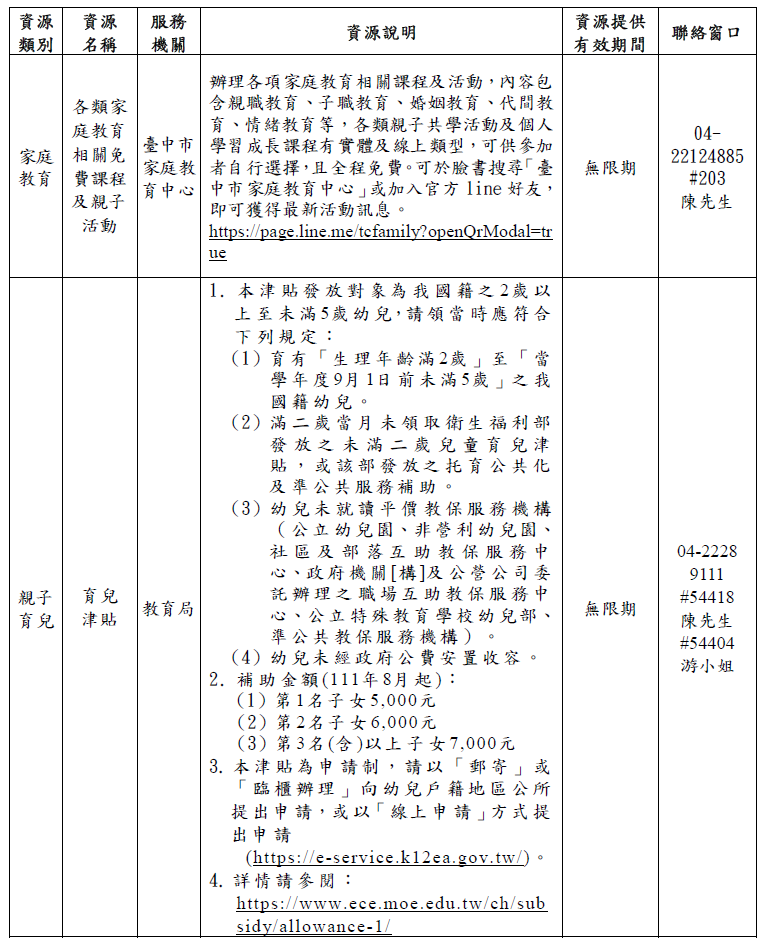 資源
類別
資源
名稱
服務
機關
資源說明
資源提供
有效期間
聯絡窗口
家庭
教育
各類家
庭教育
相關免
費課程
及親子
活動
臺中市
家庭教
育中心
辦理各項家庭教育相關課程及活動，內容包
含親職教育、子職教育、婚姻教育、代間教
育、情緒教育等，各類親子共學活動及個人
學習成長課程有實體及線上類型，可供參加
者自行選擇，且全程免費。可於臉書搜尋「臺
中市家庭教育中心」或加入官方 line 好友，
即可獲得最新活動訊息。
https://page.line.me/tcfamily?openQrModal=tr
ue
無限期
04-
22124885
#203
陳先生
親子
育兒
育兒
津貼
教育局
1. 本津貼發放對象為我國籍之2歲以
上至未滿5歲幼兒，請領當時應符合
下列規定：
(1) 育有「生理年齡滿2歲」至「當
學年度9月1日前未滿5歲」之我
國籍幼兒。
(2) 滿二歲當月未領取衛生福利部
發放之未滿二歲兒童育兒津
貼，或該部發放之托育公共化
及準公共服務補助。
(3) 幼兒未就讀平價教保服務機構
（公立幼兒園、非營利幼兒園、
社區及部落互助教保服務中
心、政府機關[構]及公營公司委
託辦理之職場互助教保服務中
心、公立特殊教育學校幼兒部、
準公共教保服務機構）。
(4) 幼兒未經政府公費安置收容。
2. 補助金額(111年8月起)：
(1) 第1名子女5,000元
(2) 第2名子女6,000元
(3) 第3名(含)以上子女7,000元
3. 本津貼為申請制，請以「郵寄」或
「臨櫃辦理」向幼兒戶籍地區公所
提出申請，或以「線上申請」方式提
出申請
(https://e-service.k12ea.gov.tw/)。
4. 詳情請參閱：
https://www.ece.moe.edu.tw/ch/sub
sidy/allowance-1/
無限期
04-2228
9111
#54418
陳先生
#54404
游小姐